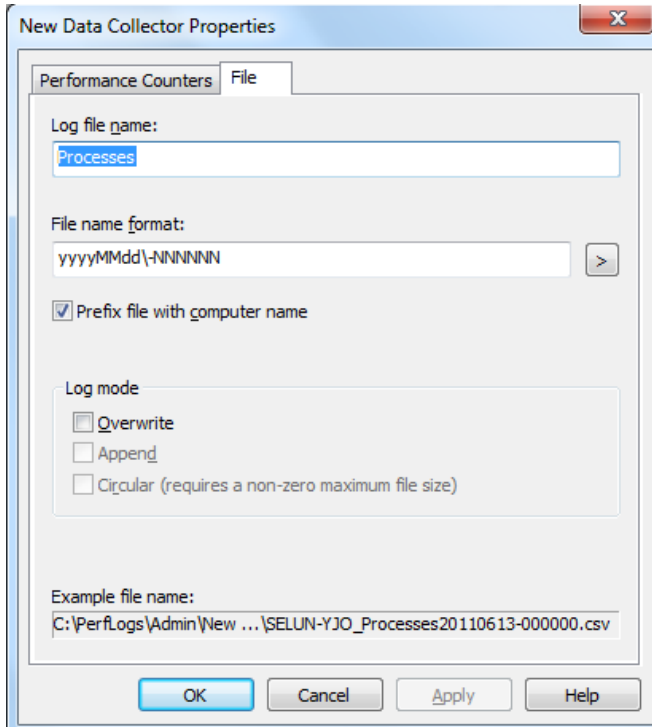 New Data Collector Properties
Performance Counters File
Log file name:
Processes
File name format:
yyyyMMdd\-NNNNNN
>
Prefix file with computer name
Log mode
Overwrite
Append
Circular (requires a non-zero maximum file size)
Example file name:
C:\PerfLogs\Admin\New ...\SELUN-YJO_Processes20110613-000000.csv
OK Cancel Apply Help